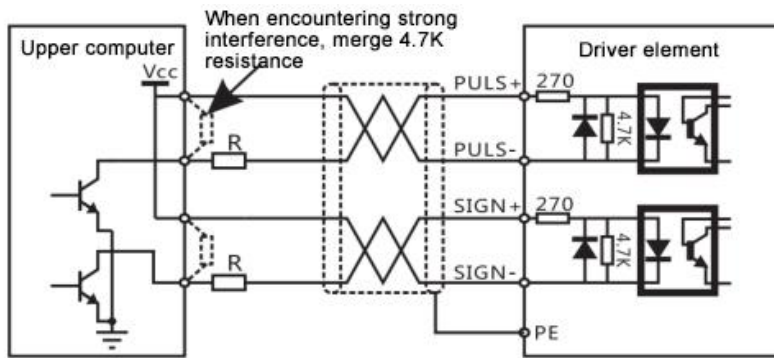 When encountering strong
interference, merge 4.7K
resistance
Upper computer
Vcc
Driver element
PULS+
270
4.7K
R
PULS-
SIGN+
270
4.7K
R
SIGN-
PE